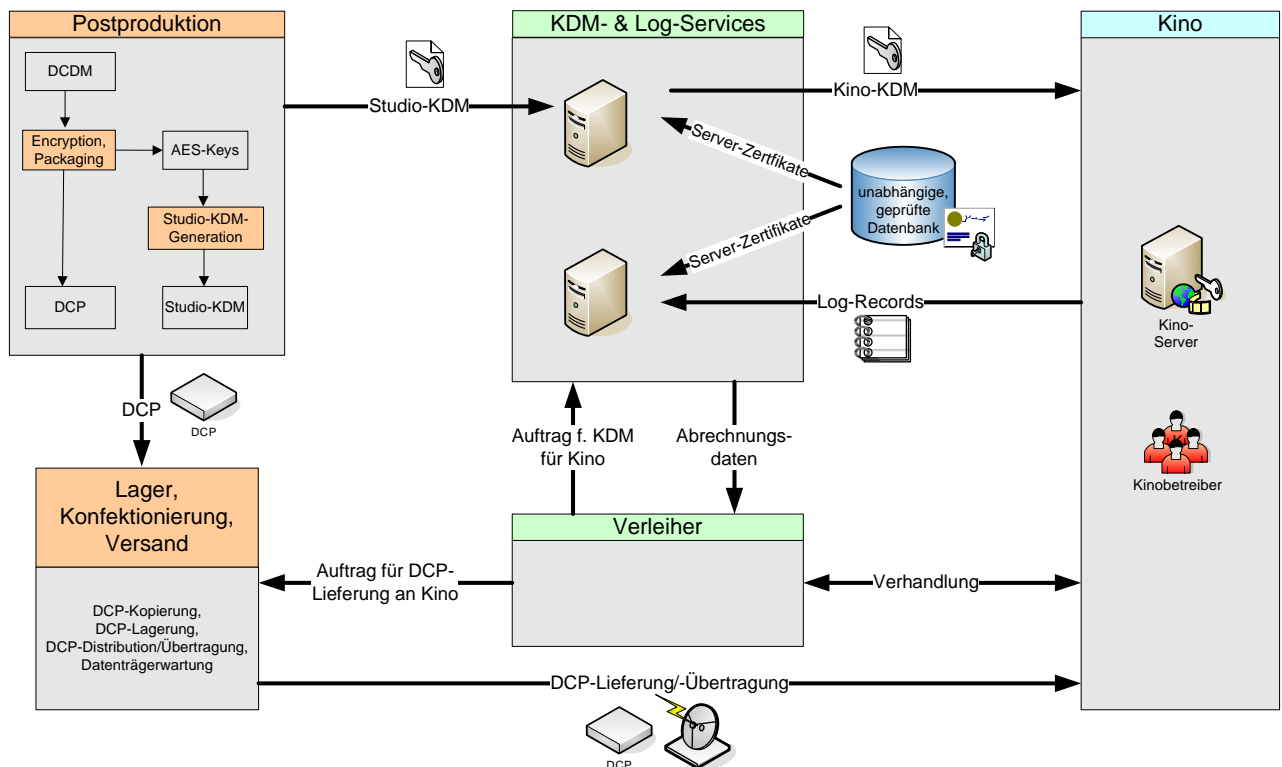 Postproduktion
DCDM
Encryption,
Packaging
AES-Keys
Studio-KDM-
Generation
DCP
Studio-KDM
Studio-KDM
KDM- & Log-Services
Kino-KDM
Server-Zertfikate
unabhängige,
geprüfte
Datenbank
Server-Zertifikate
Log-Records
Kino
Kino-
Server
Kinobetreiber
DCP
DCP
Auftrag f. KDM
für Kino
Abrechnungs-
daten
Lager,
Konfektionierung,
Versand
DCP-Kopierung,
DCP-Lagerung,
DCP-Distribution/Übertragung,
Datenträgerwartung
Auftrag für DCP-
Lieferung an Kino
Verleiher
Verhandlung
DCP-Lieferung/-Übertragung
DCP